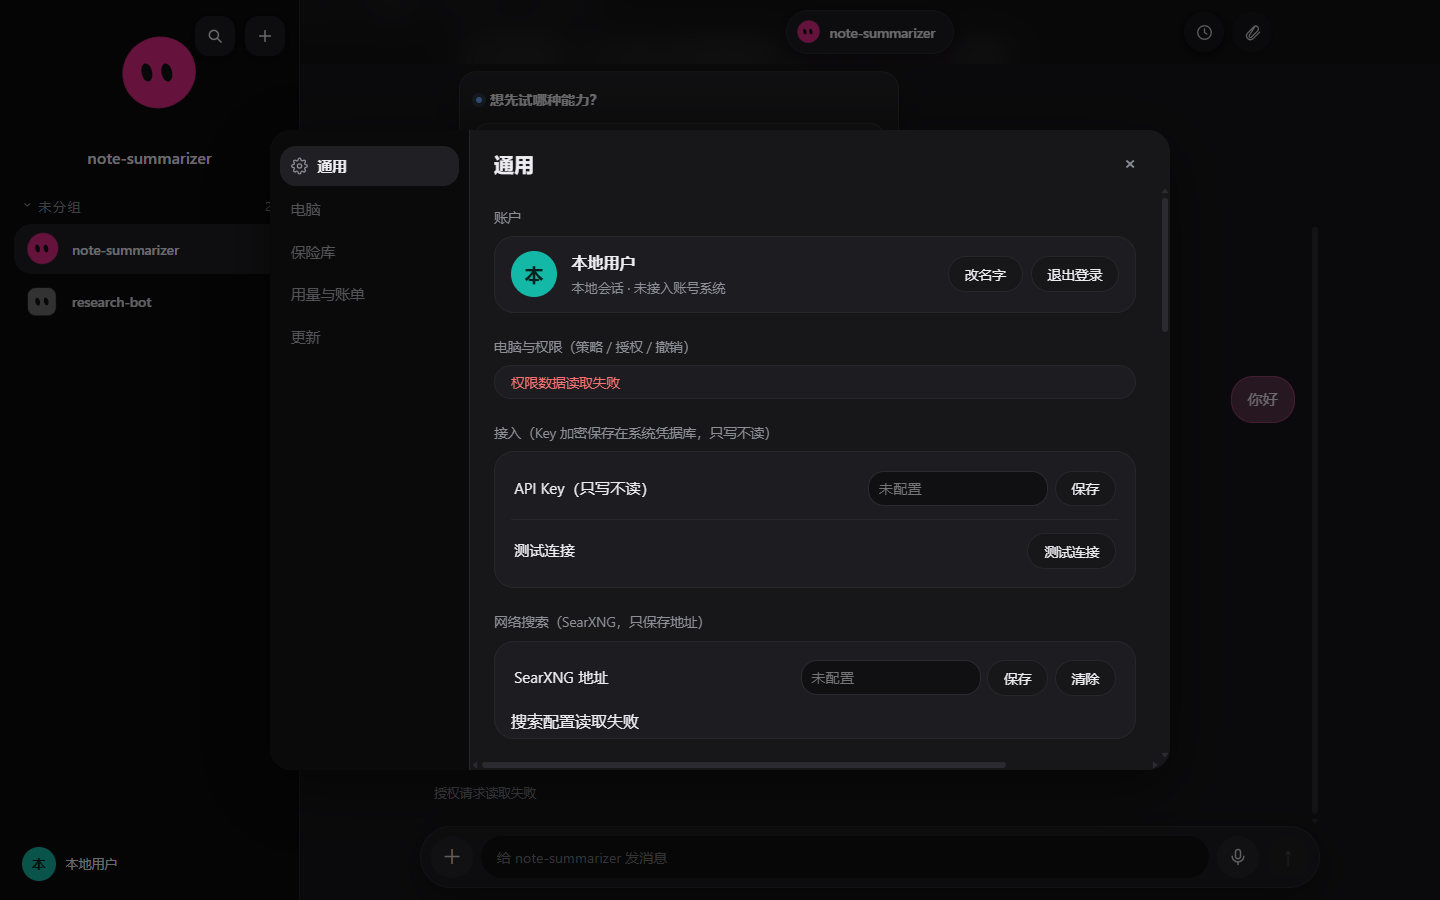 note-summarizer
未分组
2
note-summarizer
research-bot
本
本地用户
note-summarizer
想先试哪种能力?
你好
授权请求读取失败
给 note-summarizer 发消息
通用
电脑
保险库
用量与账单
更新
通用
账户
本
本地用户
本地会话 · 未接入账号系统
改名字
退出登录
电脑与权限（策略 / 授权 / 撤销）
权限数据读取失败
接入（Key 加密保存在系统凭据库，只写不读）
API Key（只写不读）
未配置
保存
测试连接
测试连接
网络搜索（SearXNG，只保存地址）
SearXNG 地址
未配置
保存
清除
搜索配置读取失败